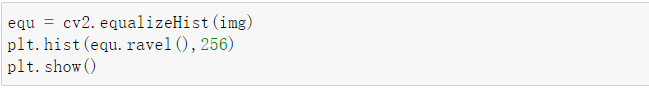 equ = cv2.equalizeHist(img)
plt.hist(equ.ravel(),256)
plt.show()